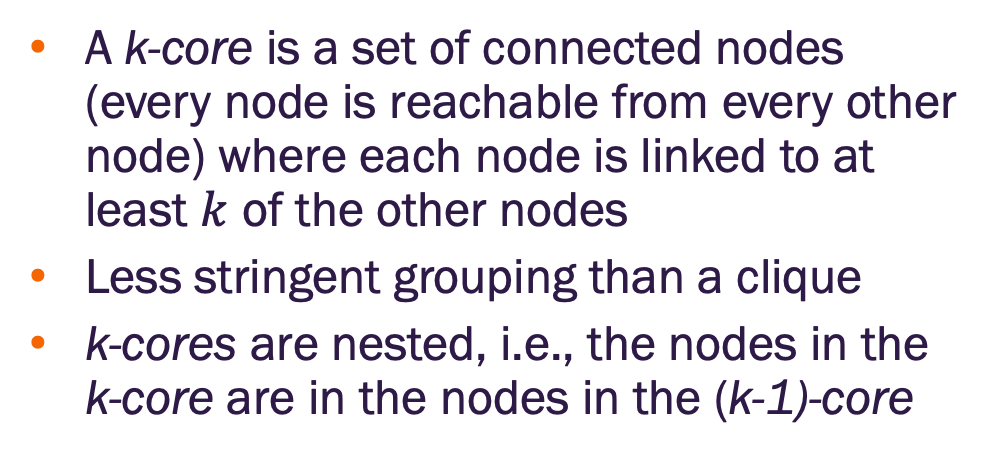 • A k-core is a set of connected nodes
(every node is reachable from every other
node) where each node is linked to at
least k of the other nodes
• Less stringent grouping than a clique
• k-cores are nested, i.e., the nodes in the
k-core are in the nodes in the (k-1)-core